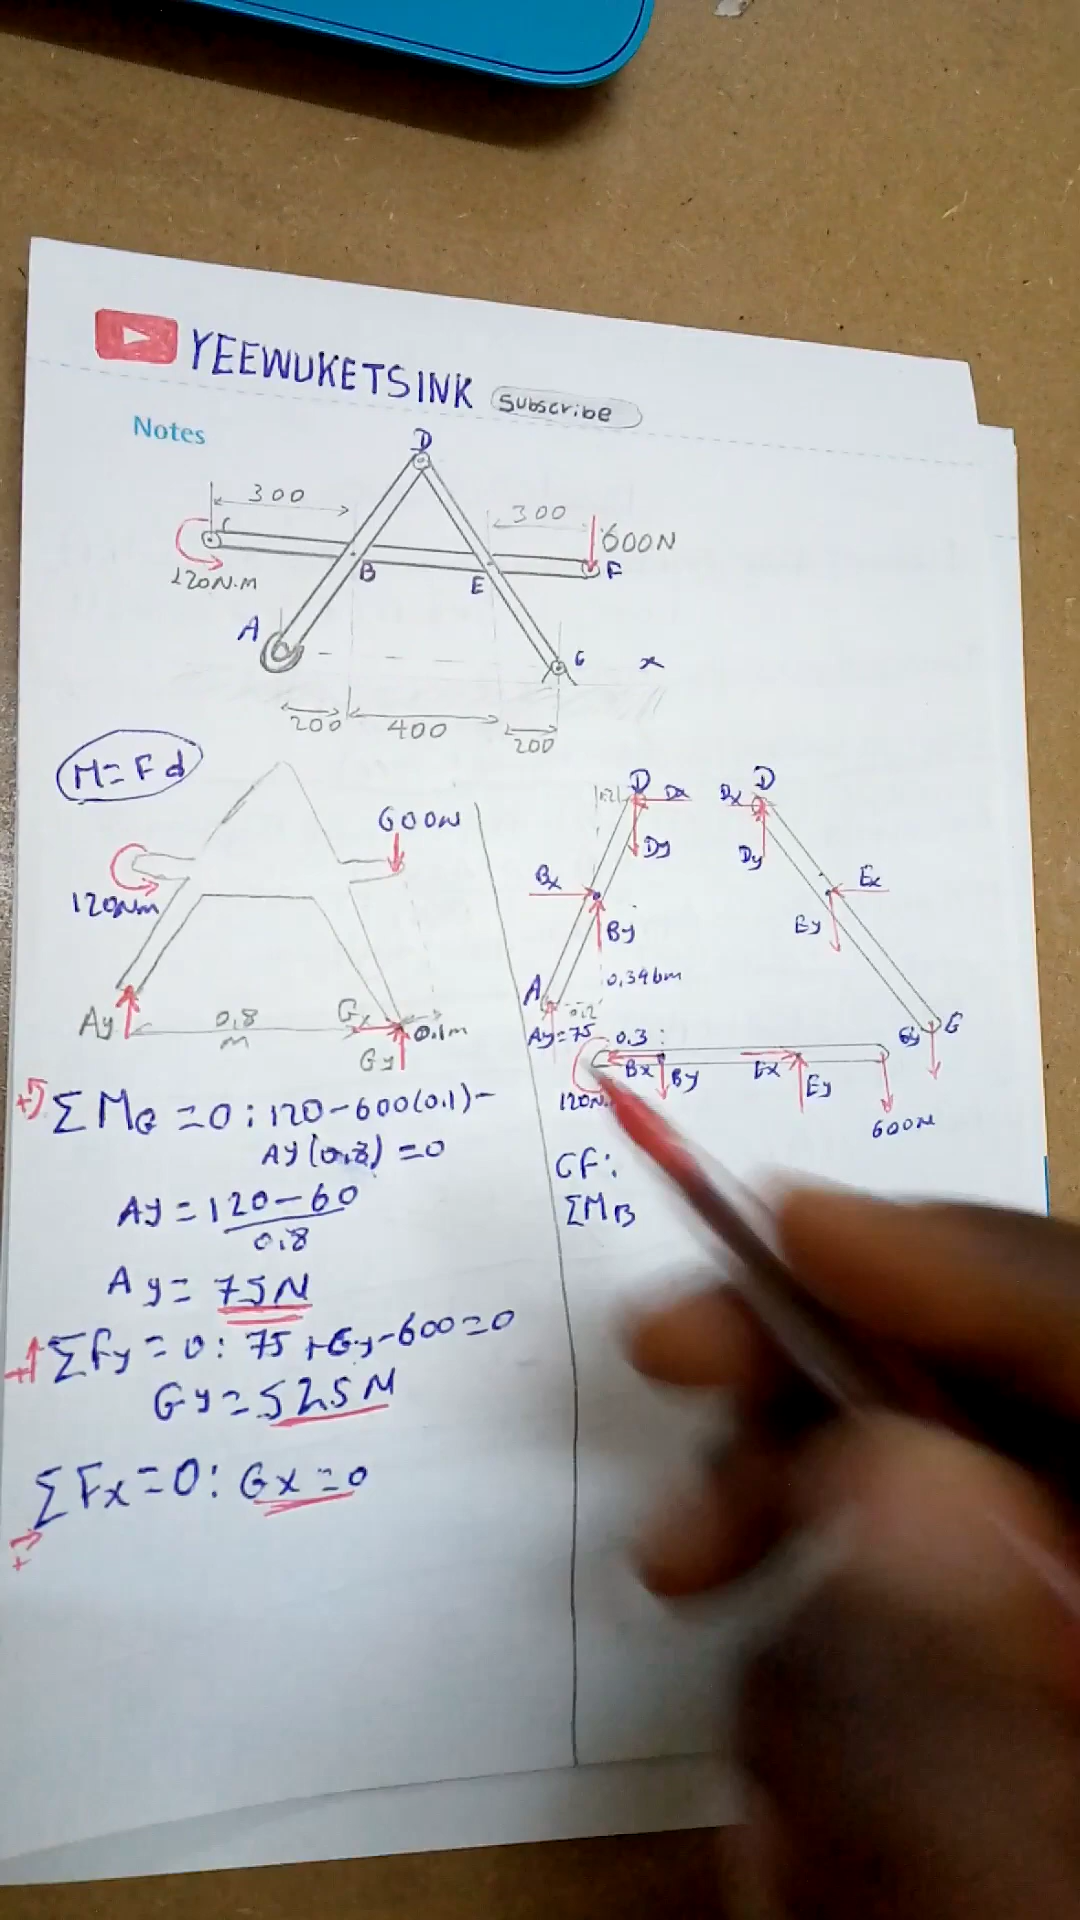 YEEWUKETSINK subscribe
Notes
D
300
300
600N
C
120N.M
B
E
F
A
G
x
200
400
200
M=Fd
600N
120Nm
Ay
0,8
m
Gx
0.1m
Gy
D
Dx
Dy
Bx
By
0,346m
A
0.2
Ay=75
D
Dx
Dy
Ex
Ey
G
Gy
0.3
Bx
By
Ex
Ey
600N
+ ΣMG =0: 120-600(0.1)-
Ay(0.8) =0
Ay = 120-60
0.8
Ay= 75N
+ ΣFy =0: 75 +Gy-600=0
Gy=525N
ΣFx=0: Gx=0
+
CF:
ΣMB